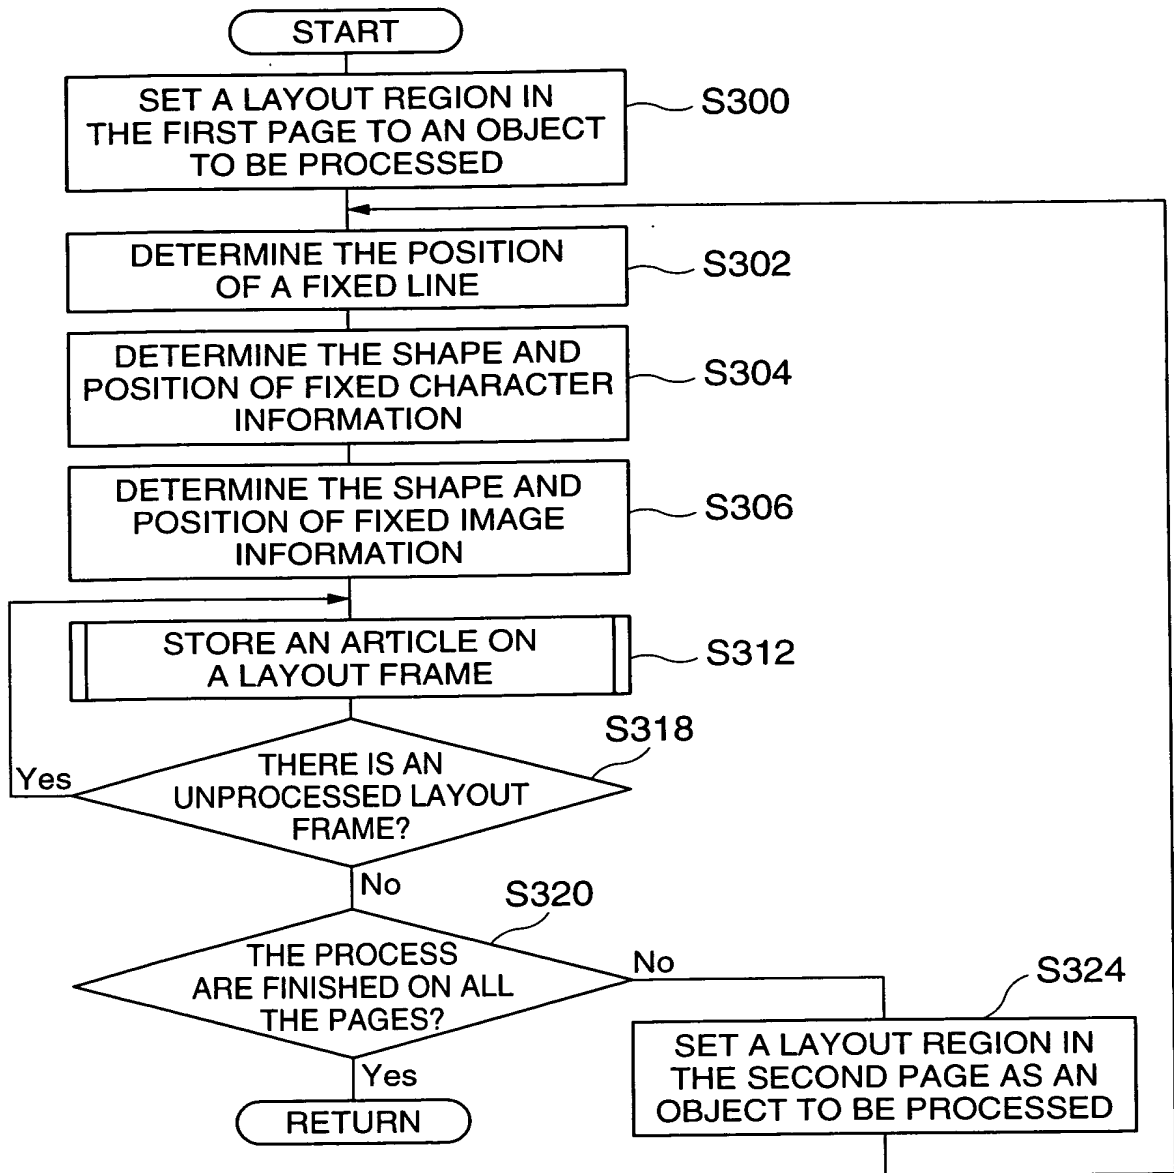 START
SET A LAYOUT REGION IN
THE FIRST PAGE TO AN OBJECT
TO BE PROCESSED
S300
DETERMINE THE POSITION
OF A FIXED LINE
S302
DETERMINE THE SHAPE AND
POSITION OF FIXED CHARACTER
INFORMATION
S304
DETERMINE THE SHAPE AND
POSITION OF FIXED IMAGE
INFORMATION
S306
STORE AN ARTICLE ON
A LAYOUT FRAME
S312
S318
THERE IS AN
UNPROCESSED LAYOUT
FRAME?
Yes
No
S320
THE PROCESS
ARE FINISHED ON ALL
THE PAGES?
No
S324
SET A LAYOUT REGION IN
THE SECOND PAGE AS AN
OBJECT TO BE PROCESSED
Yes
RETURN